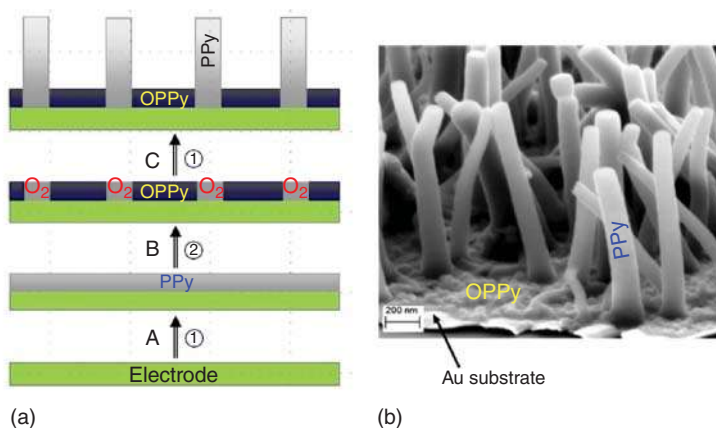 PPy
OPPy
C ①
O₂ O₂ OPPy O₂ O₂
B ②
PPy
A ①
Electrode
(a)
PPy
OPPy
200 nm
Au substrate
(b)